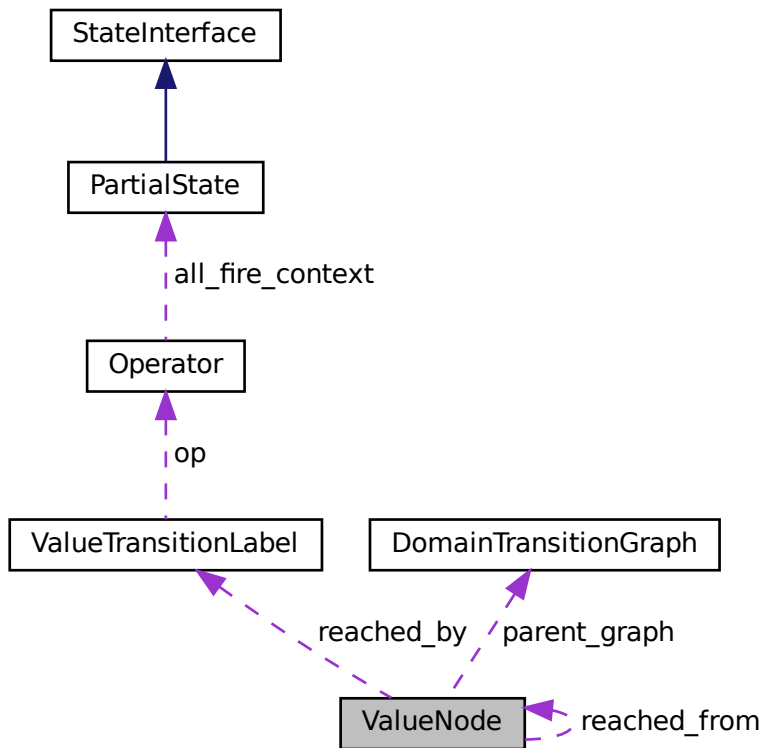 StateInterface
PartialState
all_fire_context
Operator
op
ValueTransitionLabel
DomainTransitionGraph
reached_by
parent_graph
ValueNode
reached_from